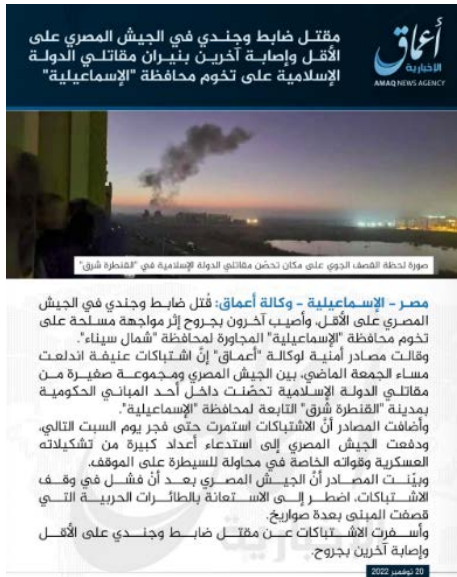 أعماق
الإخبارية
AMAQ NEWS AGENCY
مقتل ضابط وجندي في الجيش المصري على
الأقل وإصابة آخرين بنيران مقاتلي الدولة
الإسلامية على تخوم محافظة "الإسماعيلية"
صورة لحظة القصف الجوي على مكان تحصّن مقاتلي الدولة الإسلامية في "القنطرة شرق"
مصر - الإسماعيلية - وكالة أعماق: قُتل ضابط وجندي في الجيش
المصري على الأقل، وأصيب آخرون بجروح إثر مواجهة مسلحة على
تخوم محافظة "الإسماعيلية" المجاورة لمحافظة "شمال سيناء".
وقالت مصادر أمنية لوكالة "أعماق" إنّ اشتباكات عنيفة اندلعت
مساء الجمعة الماضي، بين الجيش المصري ومجموعة صغيرة من
مقاتلي الدولة الإسلامية تحصّنت داخل أحد المباني الحكومية
بمدينة "القنطرة شرق" التابعة لمحافظة "الإسماعيلية".
وأضافت المصادر أنّ الاشتباكات استمرت حتى فجر يوم السبت التالي،
ودفعت الجيش المصري إلى استدعاء أعداد كبيرة من تشكيلاته
العسكرية وقواته الخاصة في محاولة للسيطرة على الموقف.
وبيّنت المصادر أنّ الجيش المصري بعد أنْ فشل في وقف
الاشتباكات، اضطر إلى الاستعانة بالطائرات الحربية التي
قصفت المبنى بعدة صواريخ.
وأسفرت الاشتباكات عن مقتل ضابط وجندي على الأقل
وإصابة آخرين بجروح.
20 نوفمبر 2022